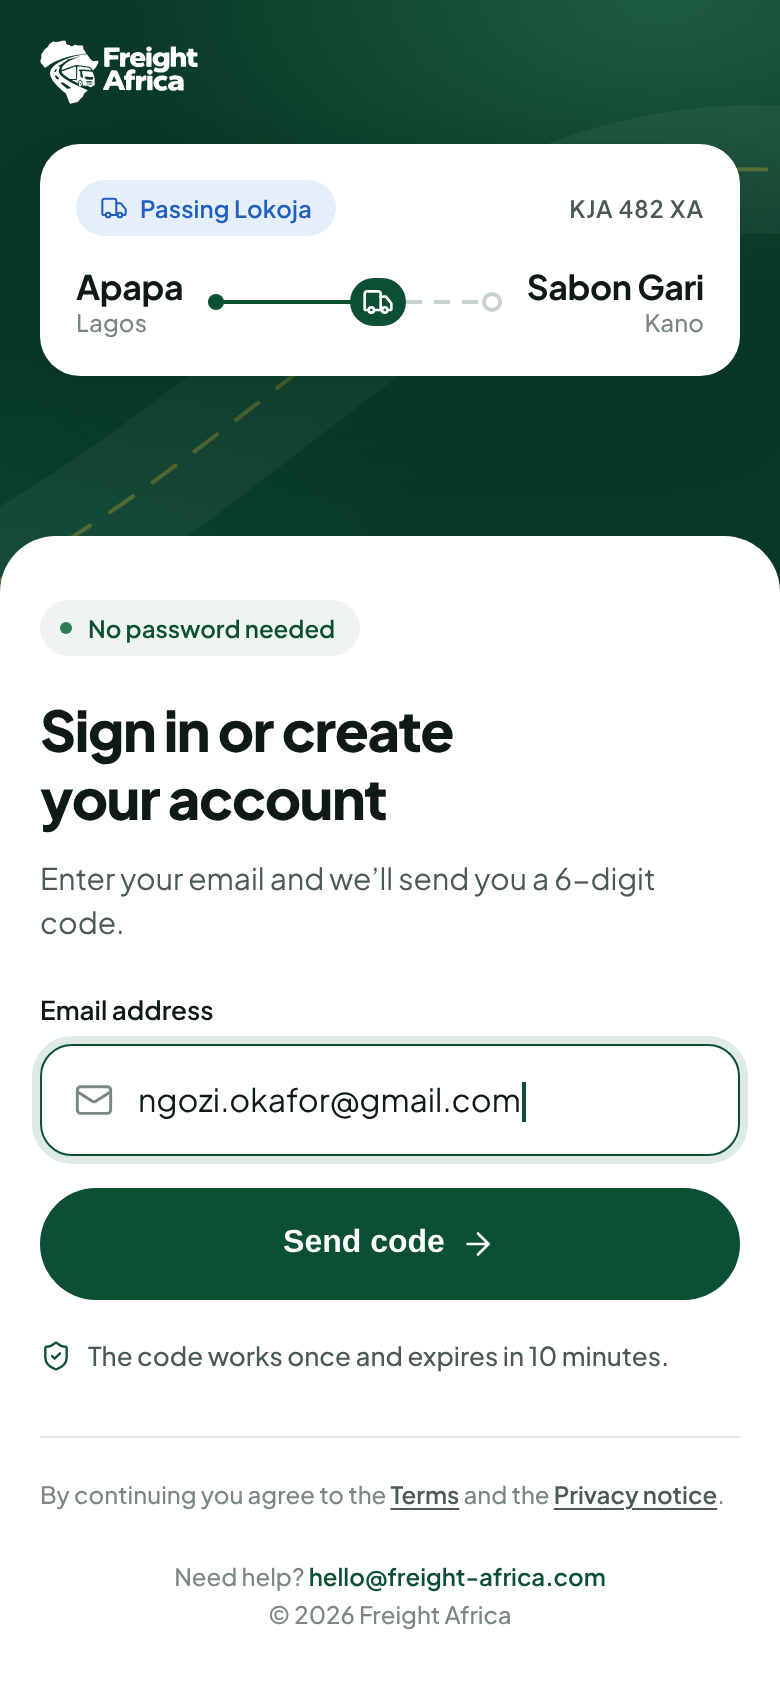 Freight
Africa
Passing Lokoja
KJA 482 XA
Apapa
Sabon Gari
Lagos
Kano
No password needed
Sign in or create
your account
Enter your email and we’ll send you a 6-digit
code.
Email address
ngozi.okafor@gmail.com
Send code
The code works once and expires in 10 minutes.
By continuing you agree to the Terms and the Privacy notice.
Need help? hello@freight-africa.com
© 2026 Freight Africa